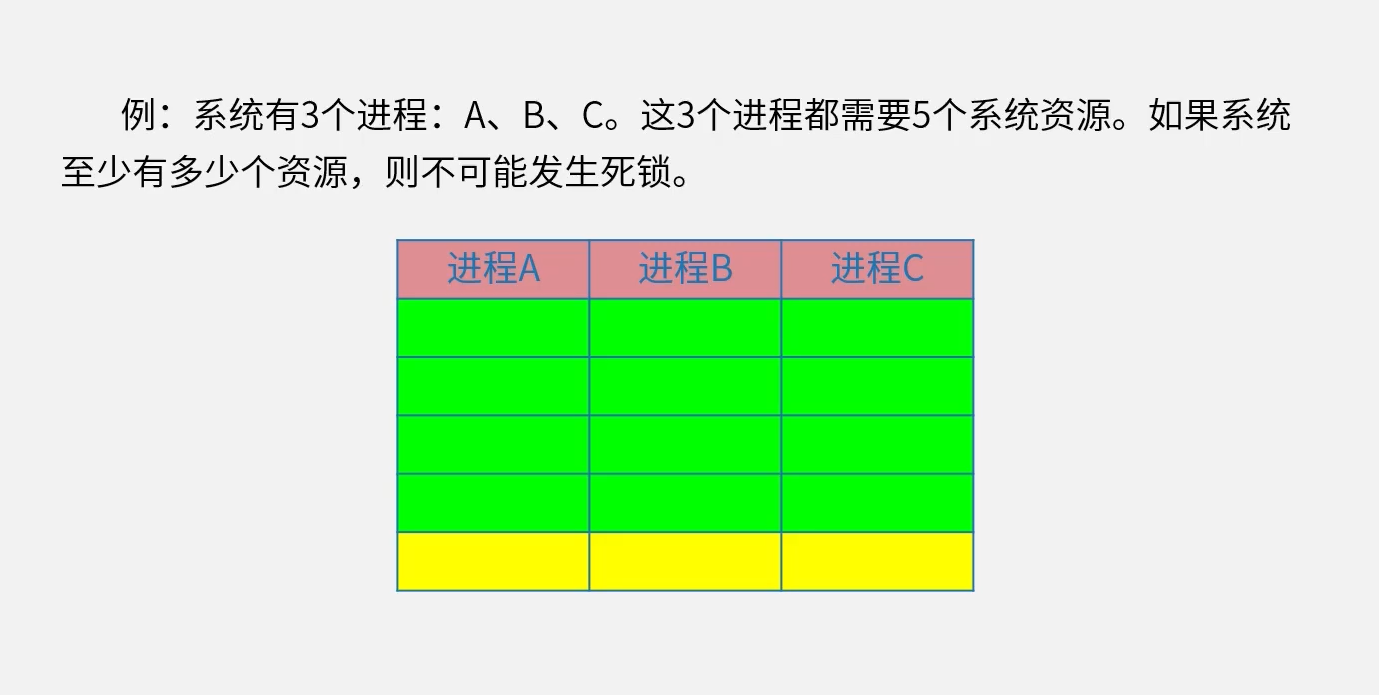 例：系统有3个进程：A、B、C。这3个进程都需要5个系统资源。如果系统
至少有多少个资源，则不可能发生死锁。
进程A 进程B 进程C